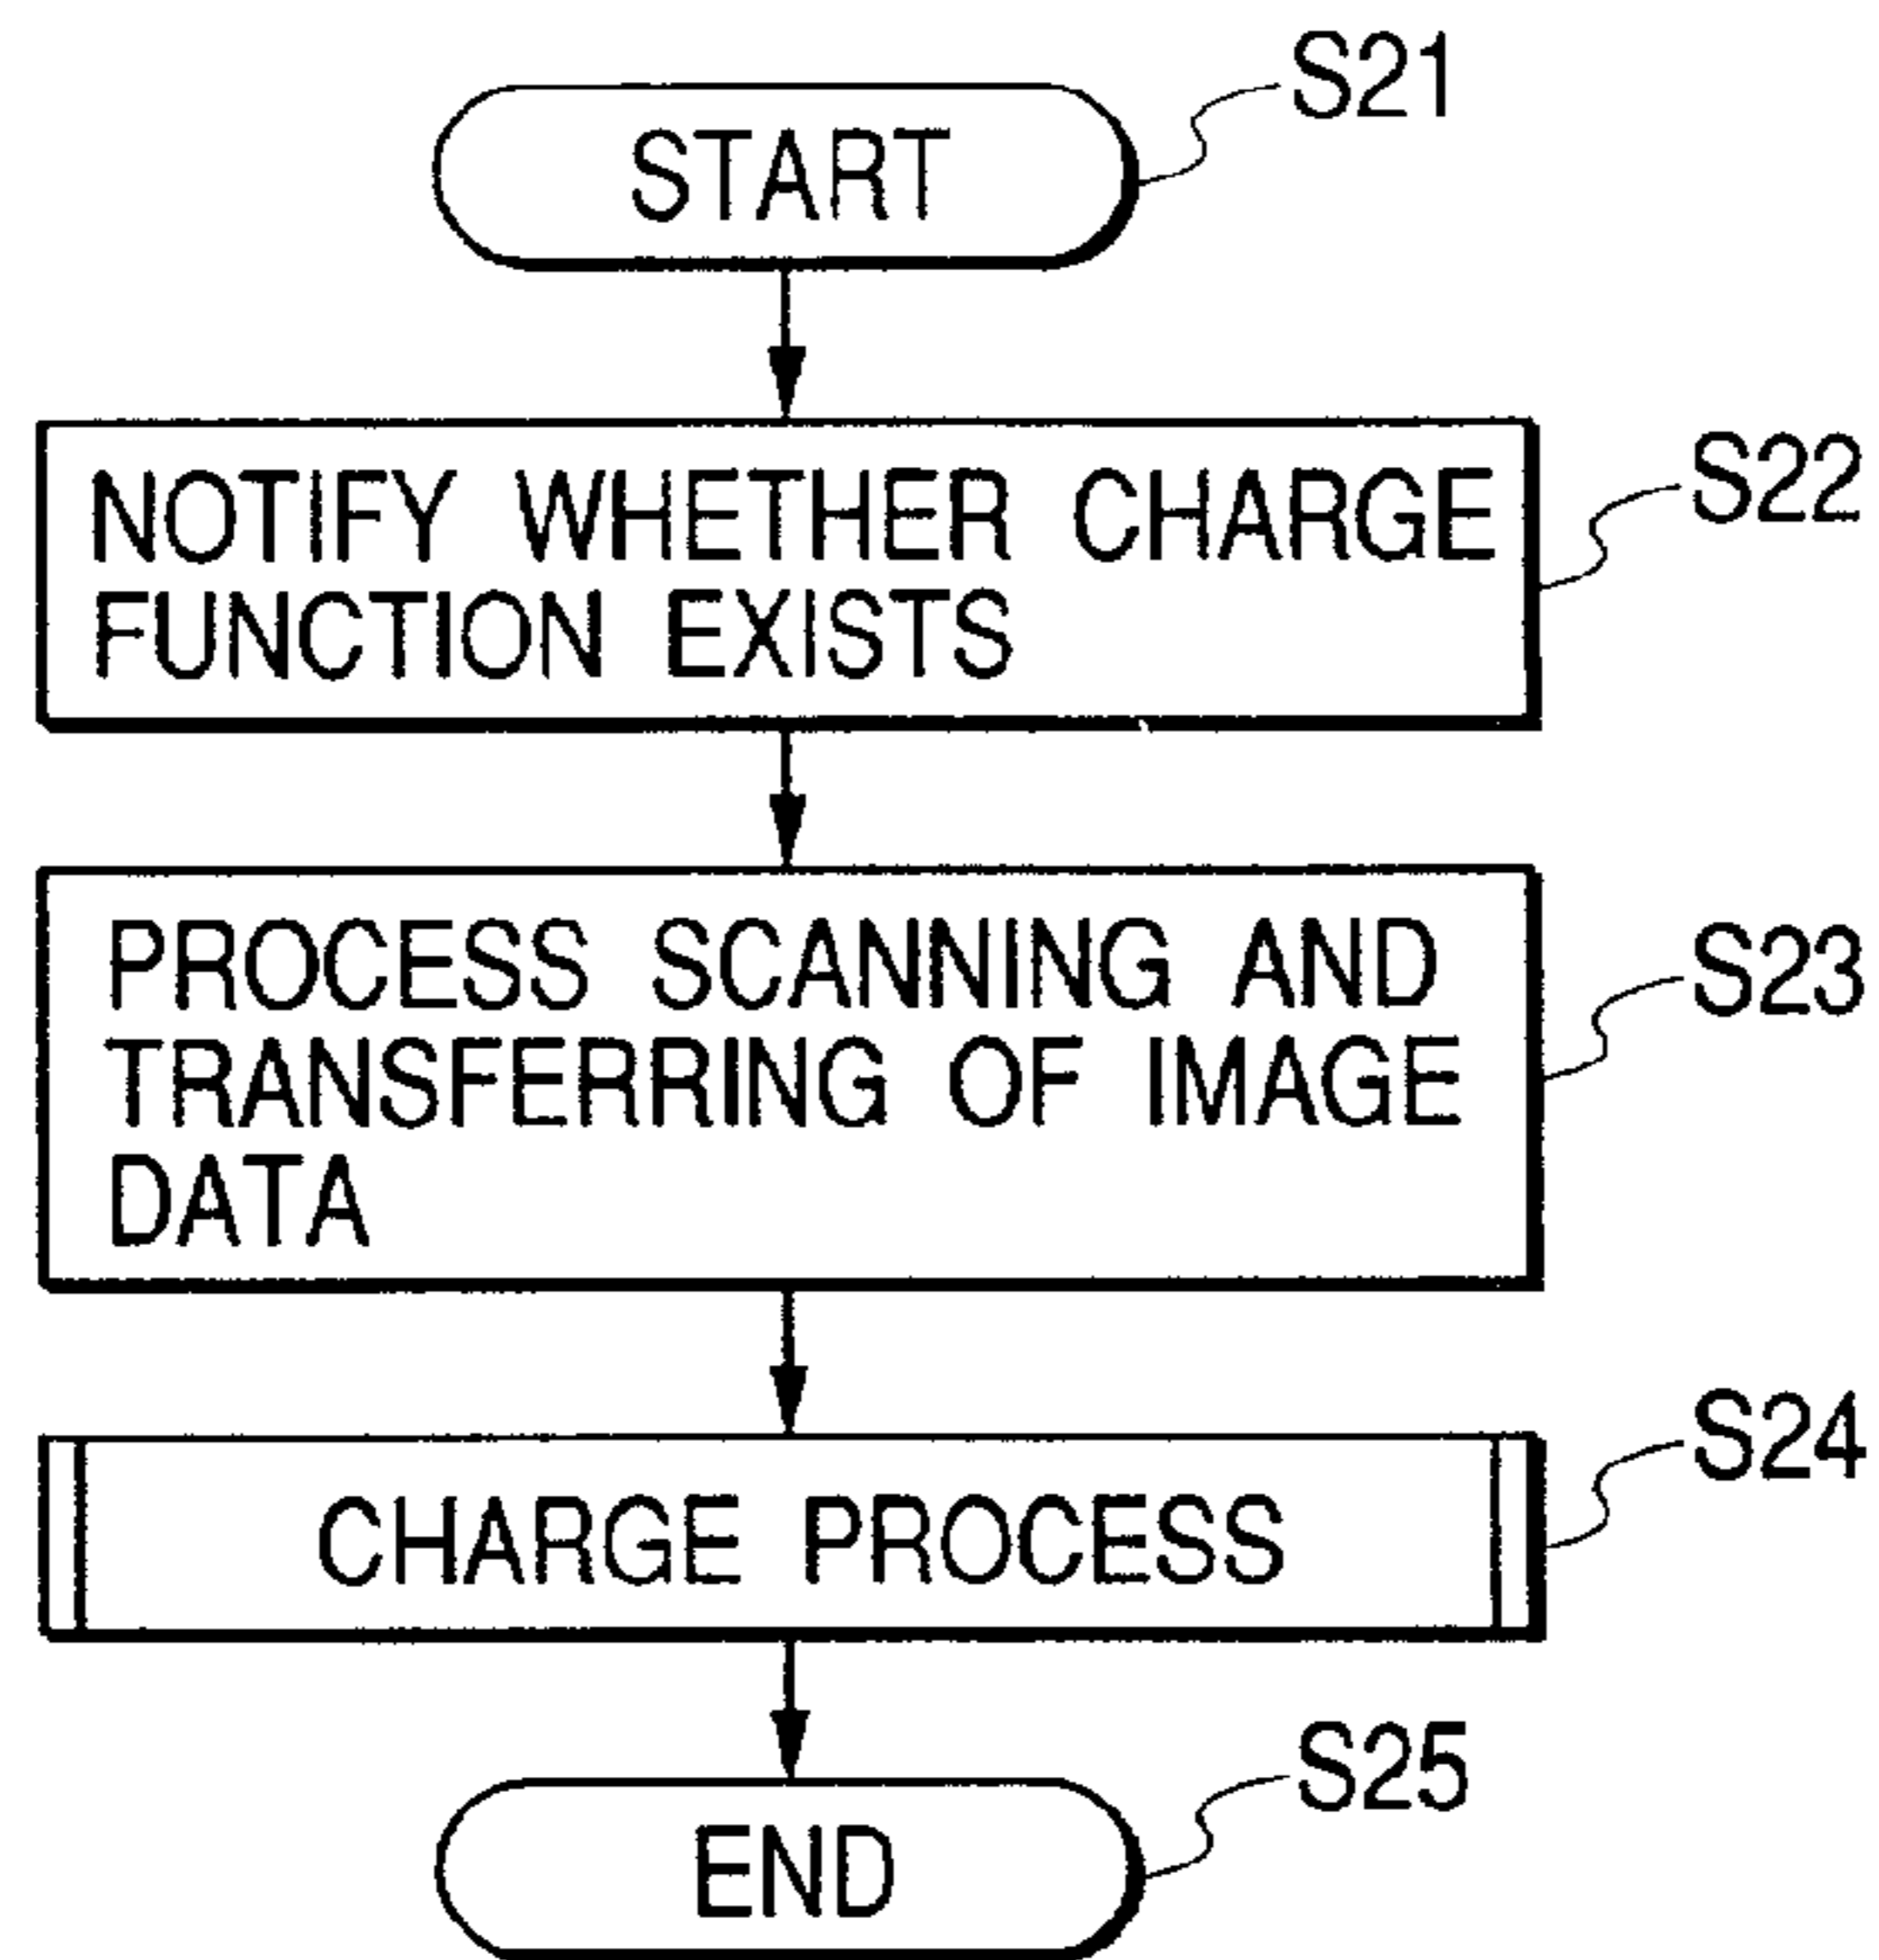 S21
START
NOTIFY WHETHER CHARGE
FUNCTION EXISTS
S22
PROCESS SCANNING AND
TRANSFERRING OF IMAGE
DATA
S23
CHARGE PROCESS
S24
END
S25